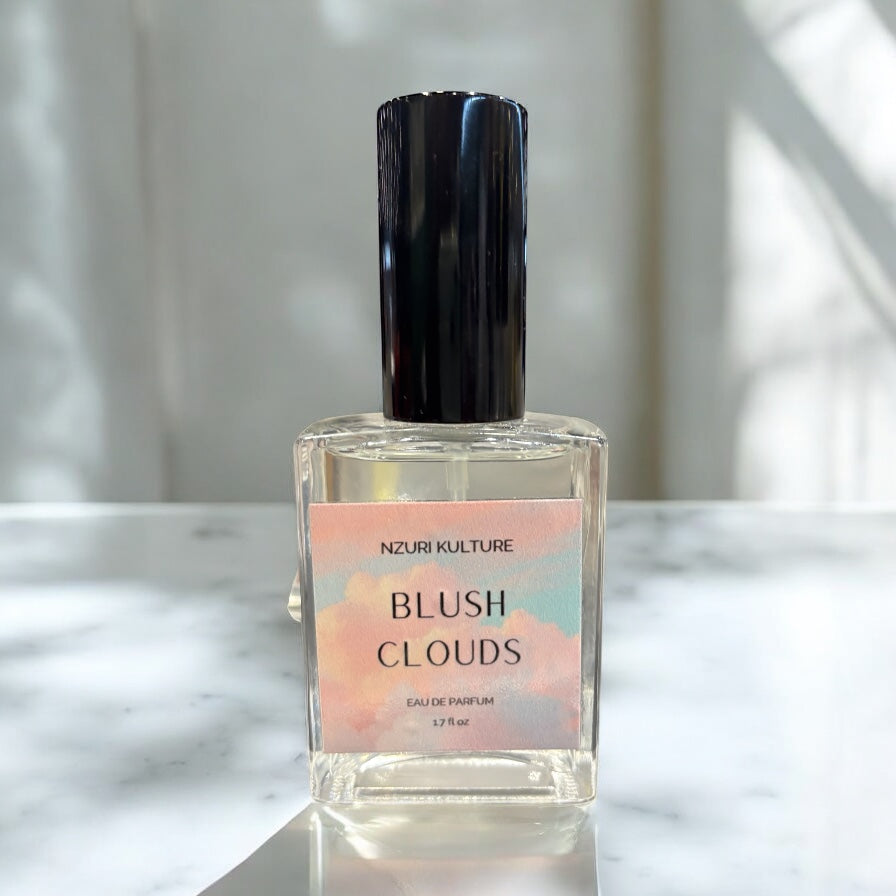 NZURI KULTURE
BLUSH
CLOUDS
EAU DE PARFUM
1.7 fl oz